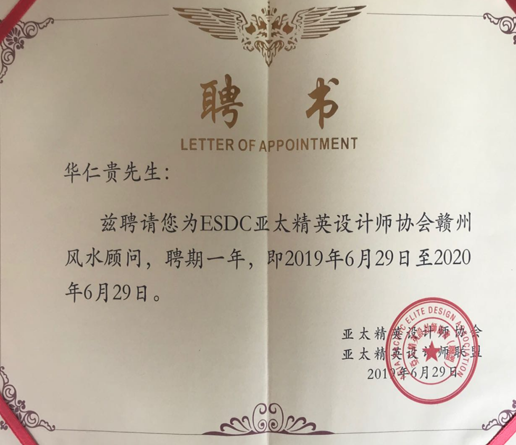 聘书
LETTER OF APPOINTMENT
华仁贵先生：
兹聘请您为ESDC亚太精英设计师协会赣州
风水顾问，聘期一年，即2019年6月29日至2020
年6月29日。
亚太精英设计师协会
亚太精英设计师联盟
2019年6月29日
ELITE DESIGN ASSOCIATION